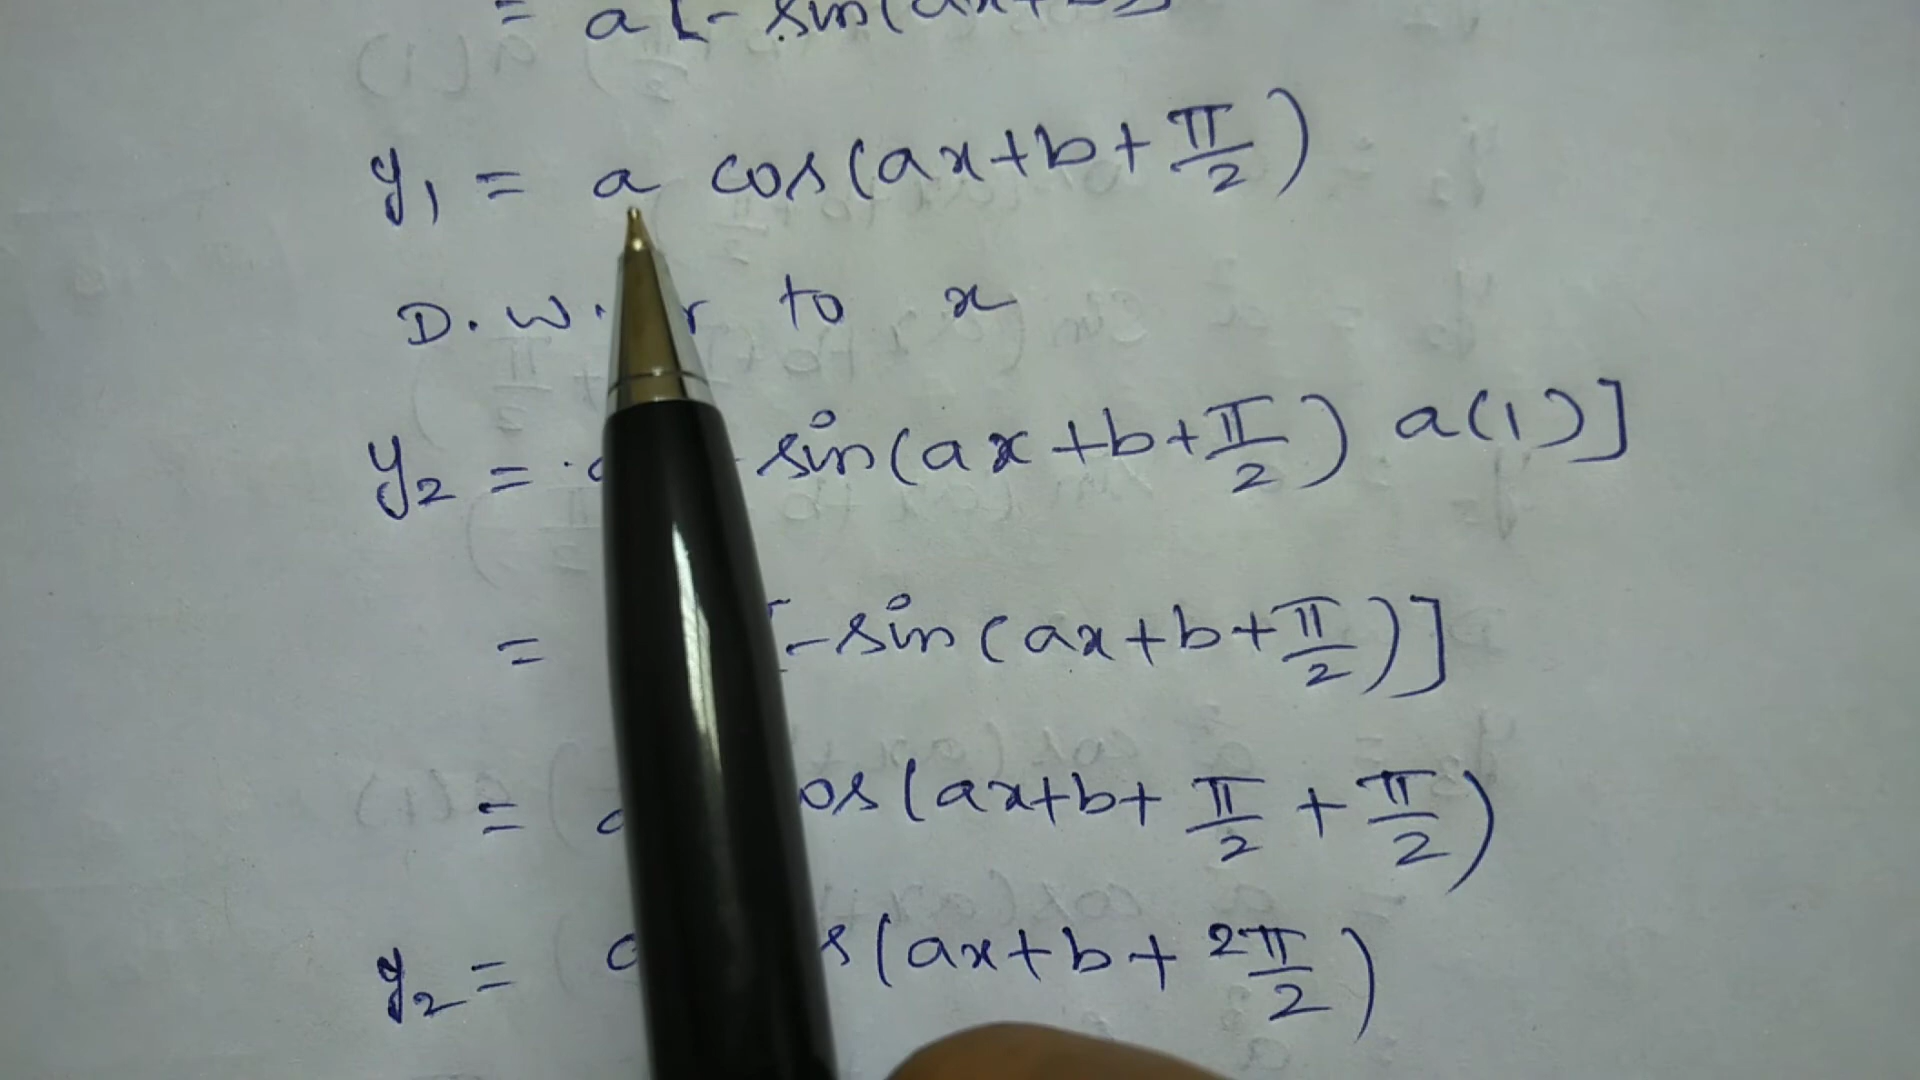 = a [- sin(ax+b)]
y₁ = a cos(ax+b+π/2)
D. W. r to x
y₂ = sin(ax+b+π/2) a(1)]
= [-sin(ax+b+π/2)]
= os(ax+b+π/2+π/2)
y₂ = s(ax+b+2π/2)